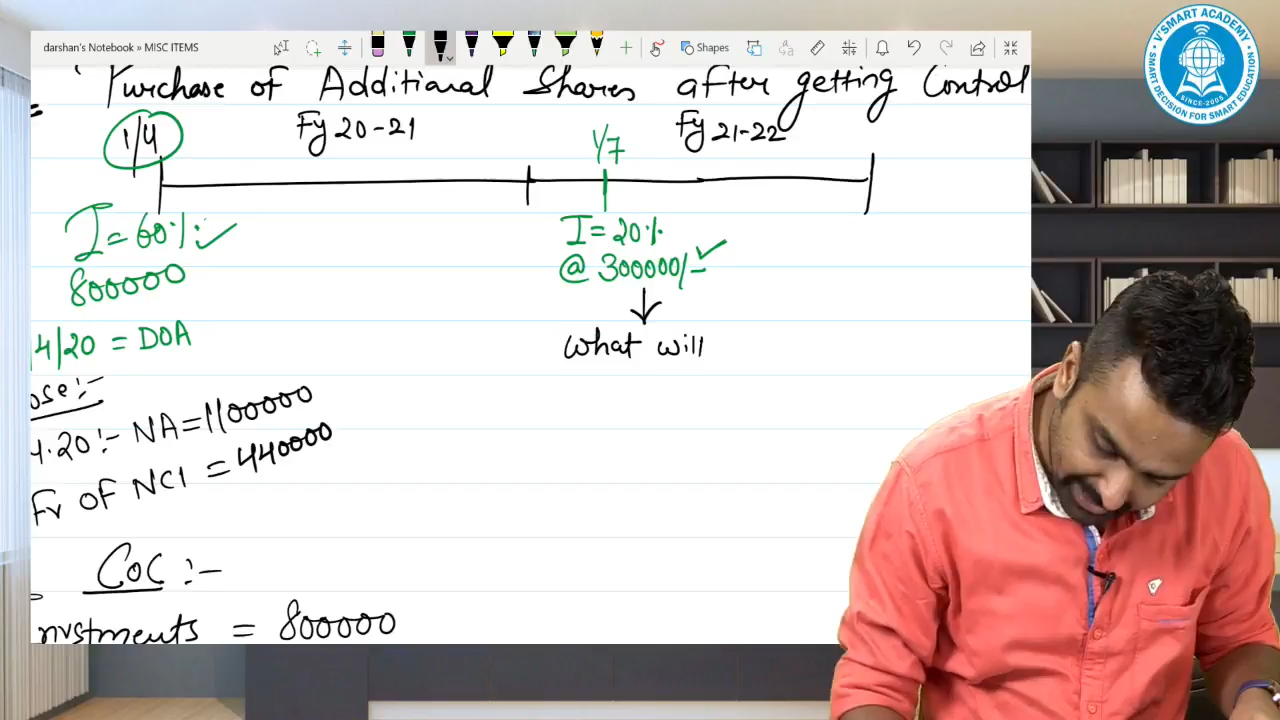 darshan's Notebook » MISC ITEMS
Shapes
Purchase of Additional Shares after getting Control
1/4
Fy 20-21
Fy 21-22
1/7
I = 60%
800000
I = 20%
@ 300000/-
4/20 = DOA
What will
ose:-
4.20:- NA = 1100000
Fv of NCI = 440000
CoC :-
nvstments = 800000
V'SMART ACADEMY
SINCE-2005
SMART DECISION FOR SMART EDUCATION